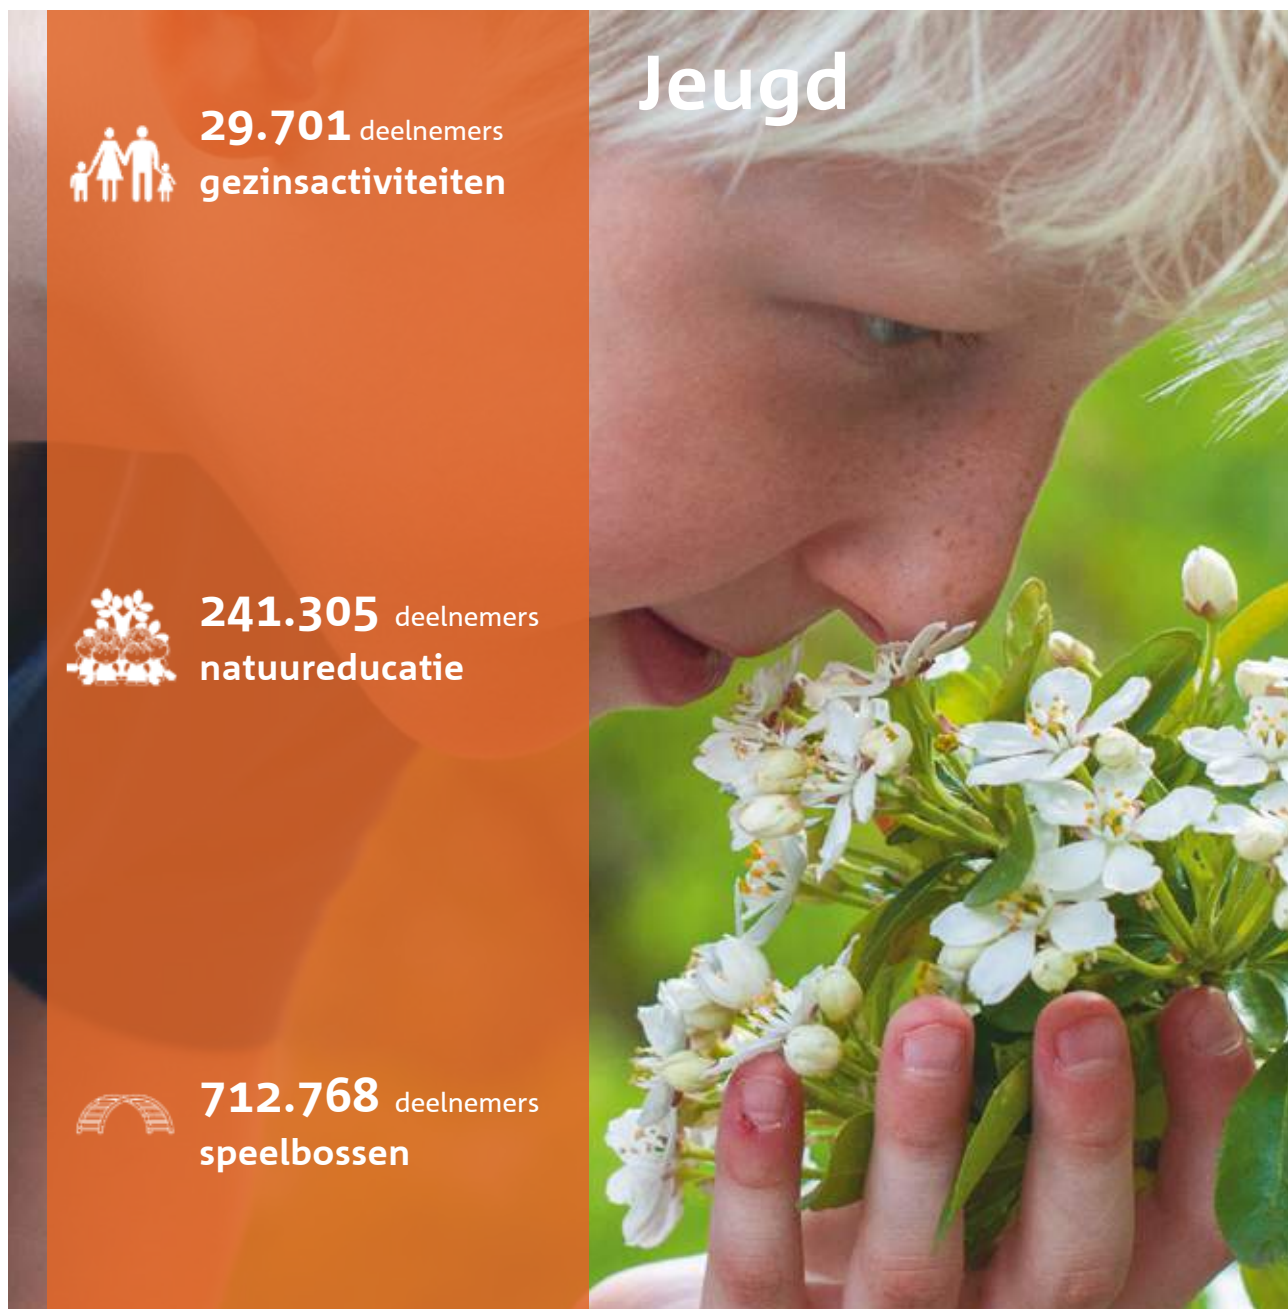 Jeugd
29.701 deelnemers
gezinsactiviteiten
241.305 deelnemers
natuureducatie
712.768 deelnemers
speelbossen